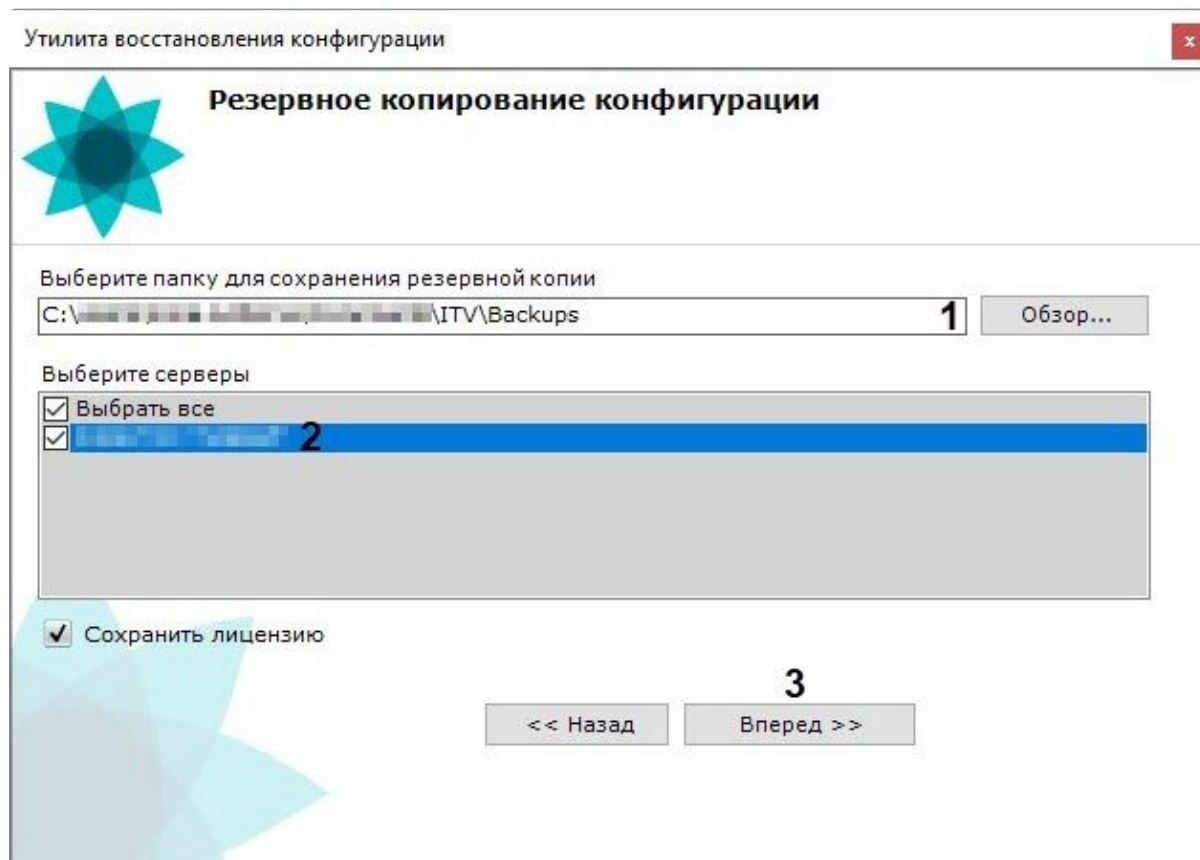 Утилита восстановления конфигурации
x
Резервное копирование конфигурации
Выберите папку для сохранения резервной копии
C:\ \ITV\Backups 1 Обзор...
Выберите серверы
Выбрать все
2
Сохранить лицензию
3
<< Назад Вперед >>